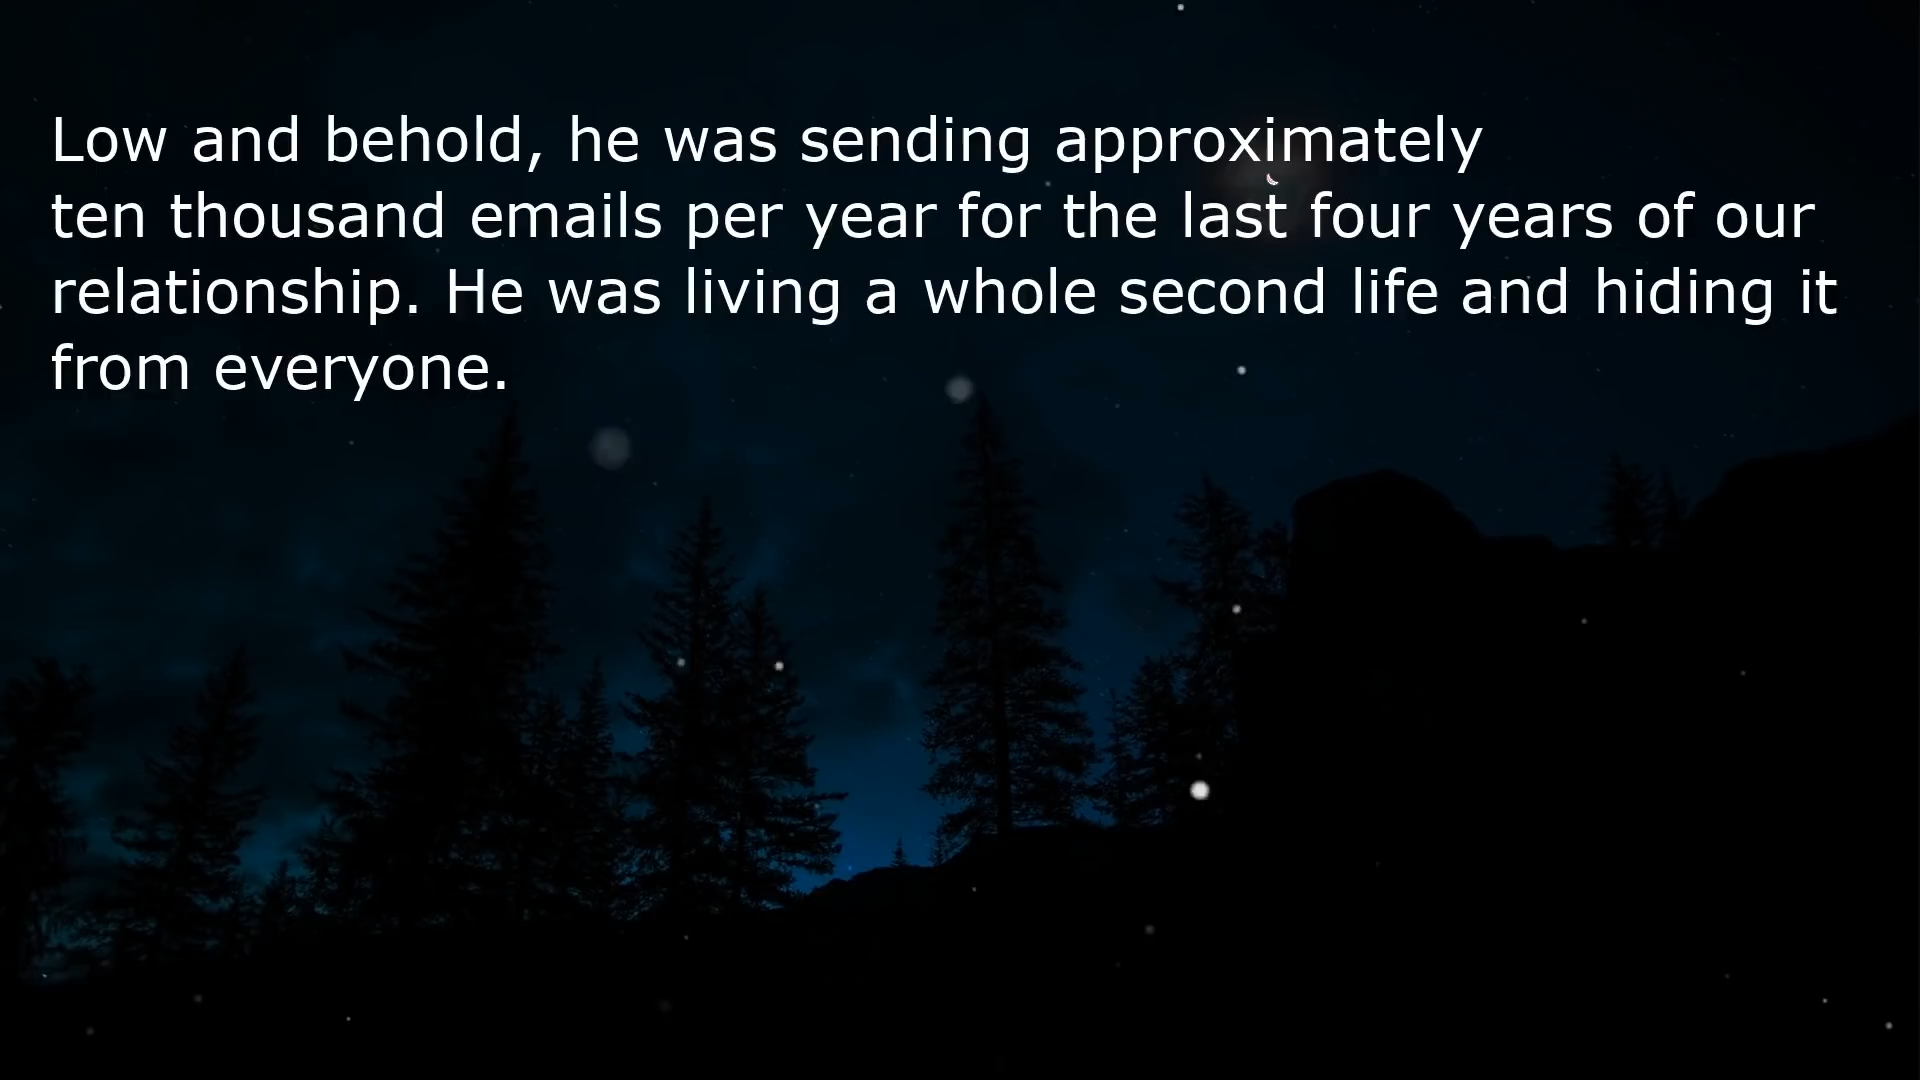 Low and behold, he was sending approximately
ten thousand emails per year for the last four years of our
relationship. He was living a whole second life and hiding it
from everyone.